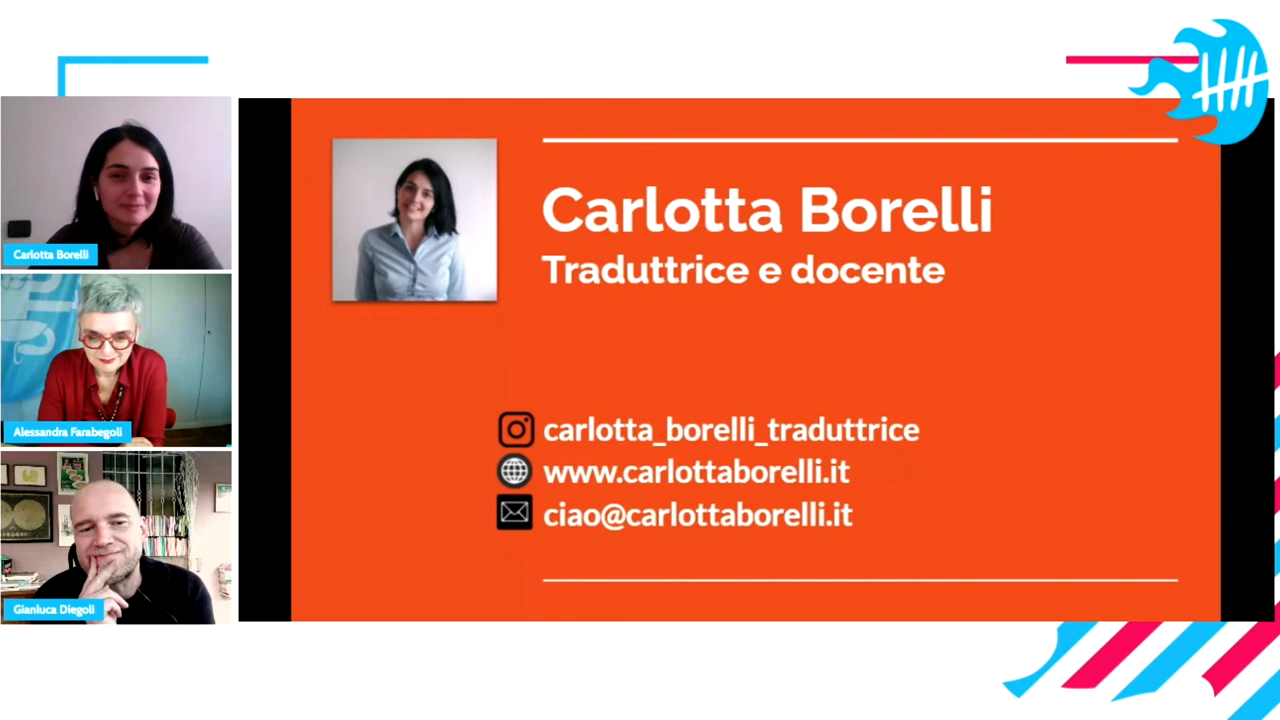 Carlotta Borelli
Alessandra Farabegoli
Gianluca Diegoli
Carlotta Borelli
Traduttrice e docente
carlotta_borelli_traduttrice
www.carlottaborelli.it
ciao@carlottaborelli.it